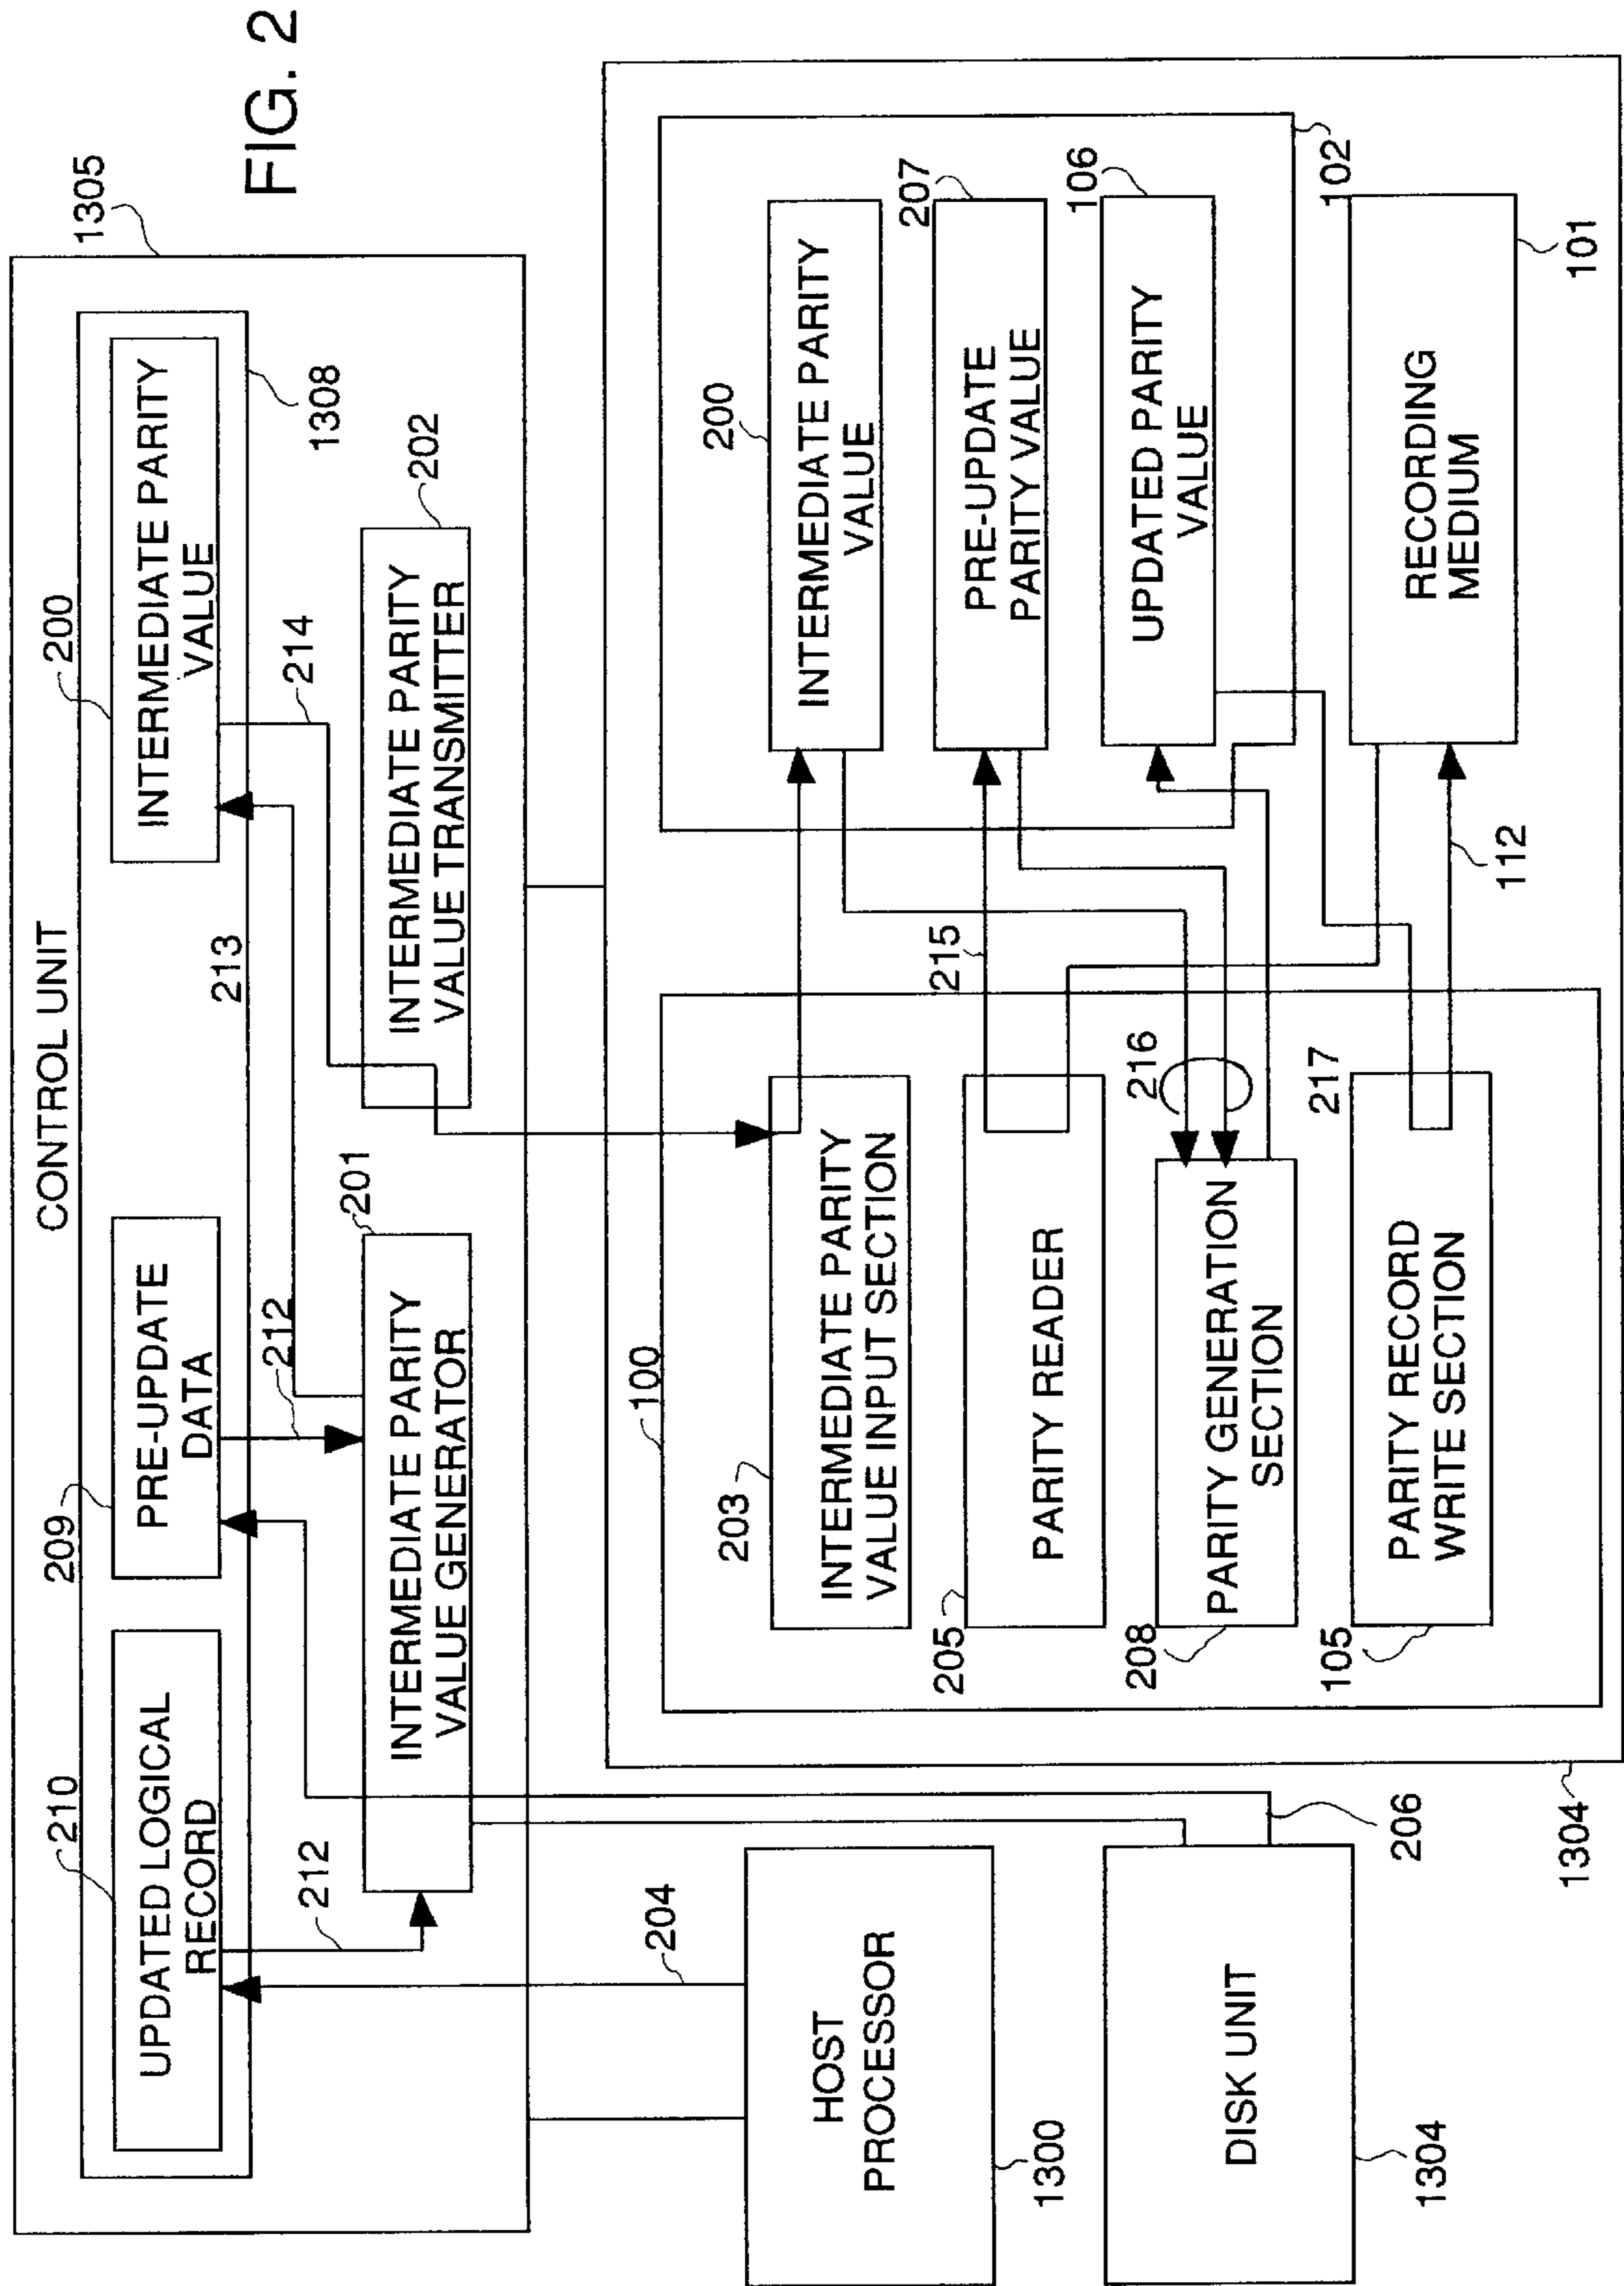 FIG. 2
CONTROL UNIT
1305
210
209
200
UPDATED LOGICAL
RECORD
PRE-UPDATE
DATA
INTERMEDIATE PARITY
VALUE
212
212
213
214
1308
201
202
INTERMEDIATE PARITY
VALUE GENERATOR
INTERMEDIATE PARITY
VALUE TRANSMITTER
204
HOST
PROCESSOR
1300
DISK UNIT
1304
206
1304
100
203
INTERMEDIATE PARITY
VALUE INPUT SECTION
205
PARITY READER
208
PARITY GENERATION
SECTION
105
PARITY RECORD
WRITE SECTION
215
216
217
112
200
INTERMEDIATE PARITY
VALUE
207
PRE-UPDATE
PARITY VALUE
106
UPDATED PARITY
VALUE
102
RECORDING
MEDIUM
101